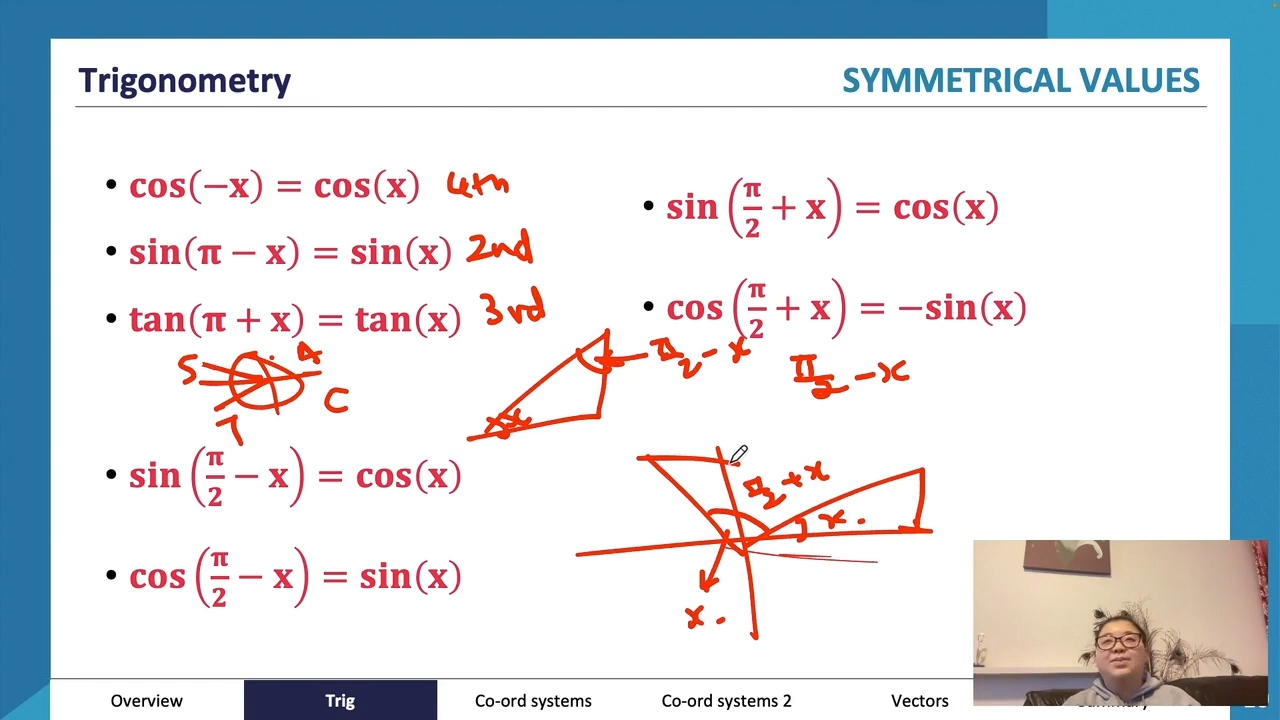 Trigonometry
SYMMETRICAL VALUES
• cos(−x) = cos(x) 4th
• sin(π − x) = sin(x) 2nd
• tan(π + x) = tan(x) 3rd
S A
T C
• sin(π/2 − x) = cos(x)
• cos(π/2 − x) = sin(x)
• sin(π/2 + x) = cos(x)
• cos(π/2 + x) = −sin(x)
π/2 − x
x
π/2 − x
π/2 + x
x.
x.
Overview
Trig
Co-ord systems
Co-ord systems 2
Vectors